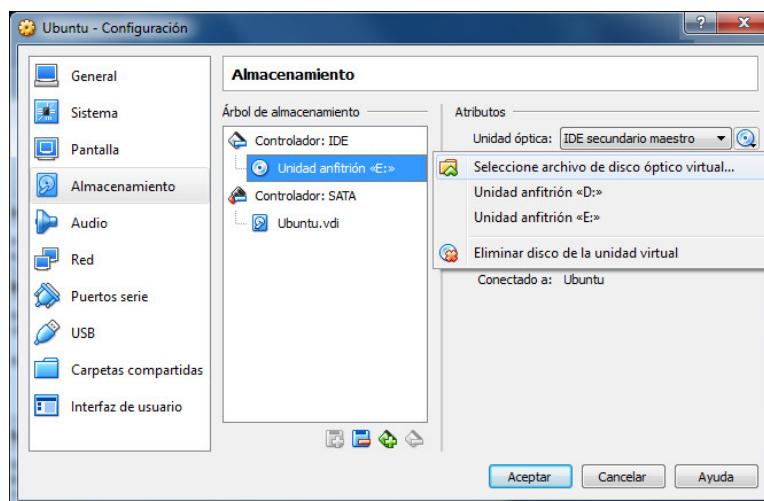 Ubuntu - Configuración
General
Sistema
Pantalla
Almacenamiento
Audio
Red
Puertos serie
USB
Carpetas compartidas
Interfaz de usuario
Almacenamiento
Árbol de almacenamiento
Controlador: IDE
Unidad anfitrión «E:»
Controlador: SATA
Ubuntu.vdi
Atributos
Unidad óptica: IDE secundario maestro
Seleccione archivo de disco óptico virtual...
Unidad anfitrión «D:»
Unidad anfitrión «E:»
Eliminar disco de la unidad virtual
Conectado a: Ubuntu
Aceptar Cancelar Ayuda